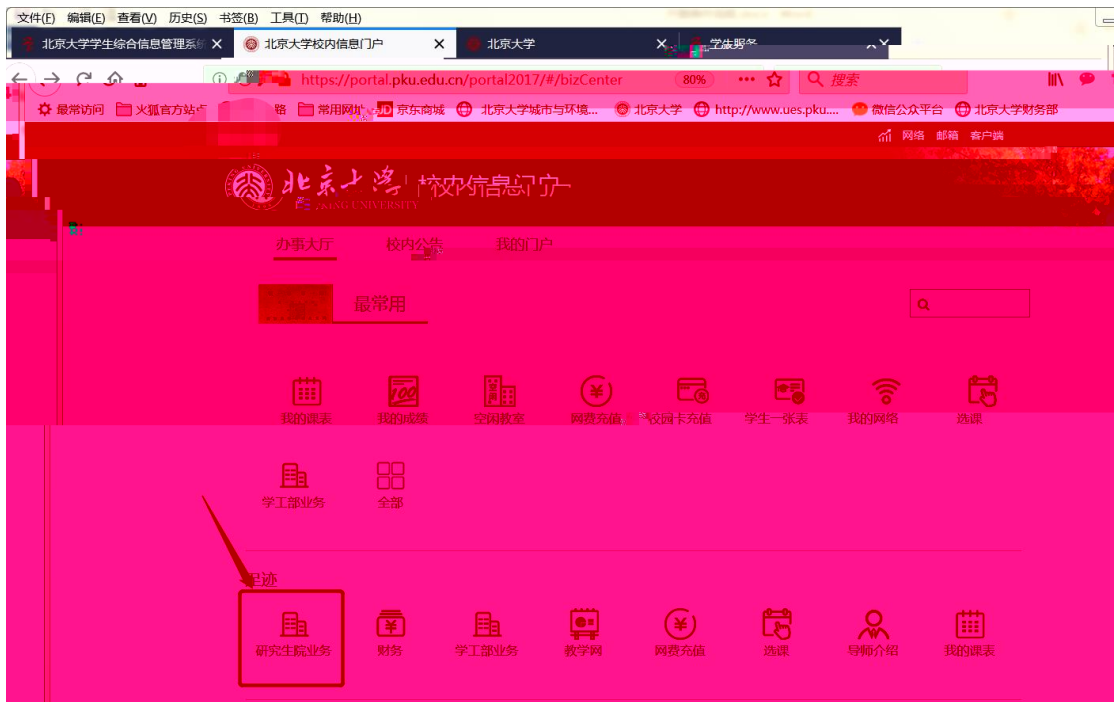 文件(F) 编辑(E) 查看(V) 历史(S) 书签(B) 工具(T) 帮助(H)
北京大学学生综合信息管理系统 北京大学校内信息门户 北京大学 学生服务
https://portal.pku.edu.cn/portal2017/#/bizCenter 80% 搜索
最常访问 火狐官方站点 常用网址 JD 京东商城 北京大学城市与环境... 北京大学 http://www.ues.pku.... 微信公众平台 北京大学财务部
网络 邮箱 客户端
北京大学 校内信息门户
UNIVERSITY
办事大厅 校内公告 我的门户
最常用
我的课表 我的成绩 空闲教室 网费充值 校园卡充值 学生一张表 我的网络 选课
学工部业务 全部
足迹
研究生院业务 财务 学工部业务 教学网 网费充值 选课 导师介绍 我的课表